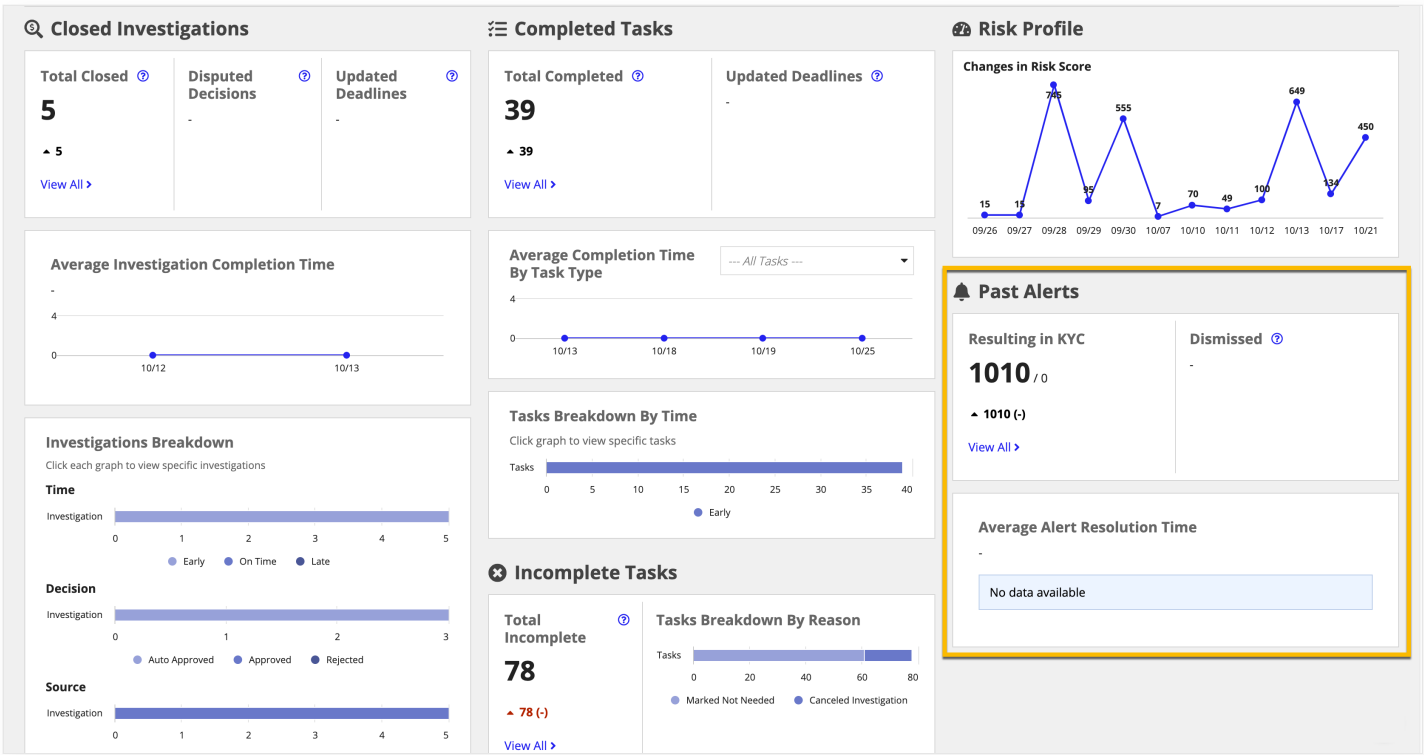 Closed Investigations
Total Closed
5
5
View All
Disputed
Decisions
-
Updated
Deadlines
-
Average Investigation Completion Time
-
4
0
10/12 10/13
Investigations Breakdown
Click each graph to view specific investigations
Time
Investigation
0 1 2 3 4 5
Early On Time Late
Decision
Investigation
0 1 2 3
Auto Approved Approved Rejected
Source
Investigation
0 1 2 3 4 5
Completed Tasks
Total Completed
39
39
View All
Updated Deadlines
-
Average Completion Time
By Task Type
--- All Tasks ---
4
0
10/13 10/18 10/19 10/25
Tasks Breakdown By Time
Click graph to view specific tasks
Tasks
0 5 10 15 20 25 30 35 40
Early
Incomplete Tasks
Total
Incomplete
78
78 (-)
View All
Tasks Breakdown By Reason
Tasks
0 20 40 60 80
Marked Not Needed Canceled Investigation
Risk Profile
Changes in Risk Score
15 15 745 95 555 7 70 49 100 649 134 450
09/26 09/27 09/28 09/29 09/30 10/07 10/10 10/11 10/12 10/13 10/17 10/21
Past Alerts
Resulting in KYC
1010 / 0
1010 (-)
View All
Dismissed
-
Average Alert Resolution Time
-
No data available